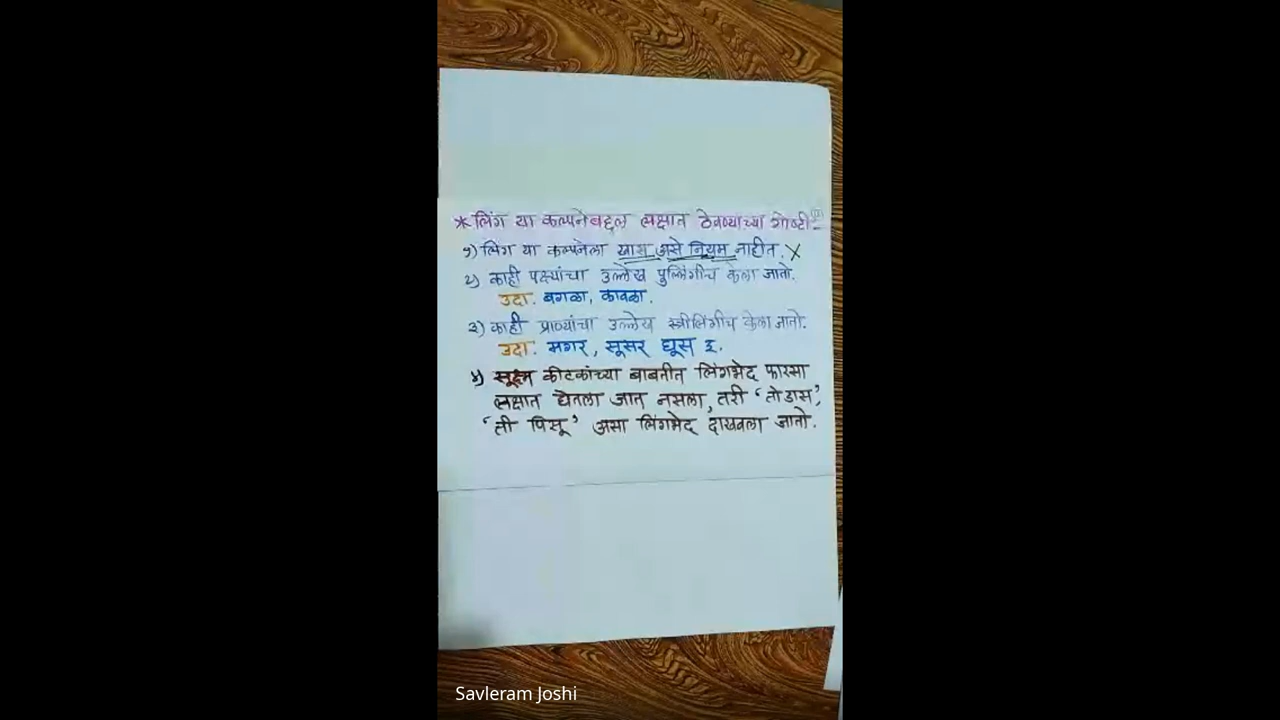 * लिंग या कल्पनेबद्दल लक्षात ठेवण्याच्या गोष्टी -
१) लिंग या कल्पनेला खास असे नियम नाहीत. X
२) काही पक्ष्यांचा उल्लेख पुल्लिंगीच केला जातो.
उदा. बगळा, कावळा.
३) काही प्राण्यांचा उल्लेख स्त्रीलिंगीच केला जातो.
उदा. मगर, सूसर घूस इ.
४) सूक्ष्म कीटकांच्या बाबतीत लिंगभेद फारसा
लक्षात घेतला जात नसला, तरी ‘तो डास’,
‘ती पिसू’ असा लिंगभेद दाखवला जातो.
Savleram Joshi